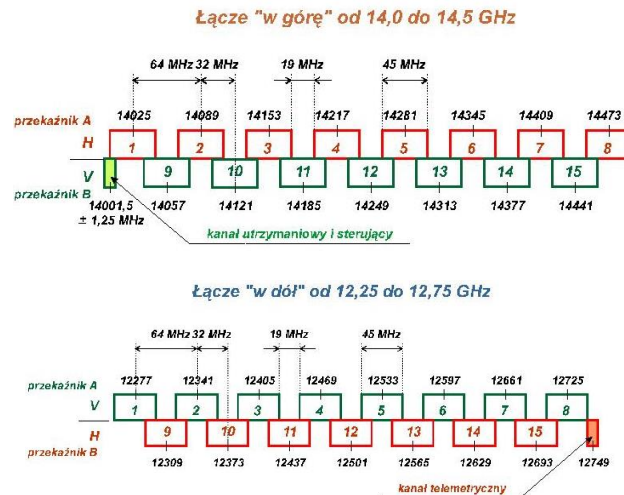 Łącze "w górę" od 14,0 do 14,5 GHz
64 MHz 32 MHz 19 MHz 45 MHz
przekaźnik A 14025 14089 14153 14217 14281 14345 14409 14473
H 1 2 3 4 5 6 7 8
V 9 10 11 12 13 14 15
przekaźnik B
14001,5 14057 14121 14185 14249 14313 14377 14441
± 1,25 MHz
kanał utrzymaniowy i sterujący
Łącze "w dół" od 12,25 do 12,75 GHz
64 MHz 32 MHz 19 MHz 45 MHz
przekaźnik A 12277 12341 12405 12469 12533 12597 12661 12725
V 1 2 3 4 5 6 7 8
H 9 10 11 12 13 14 15
przekaźnik B 12309 12373 12437 12501 12565 12629 12693 12749
kanał telemetryczny